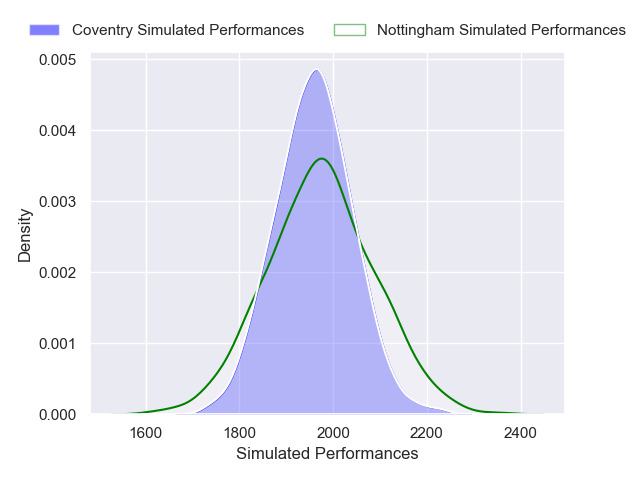 Coventry Simulated Performances Nottingham Simulated Performances
0.005
0.004
0.003
0.002
0.001
0.000
Density
1600 1800 2000 2200 2400
Simulated Performances